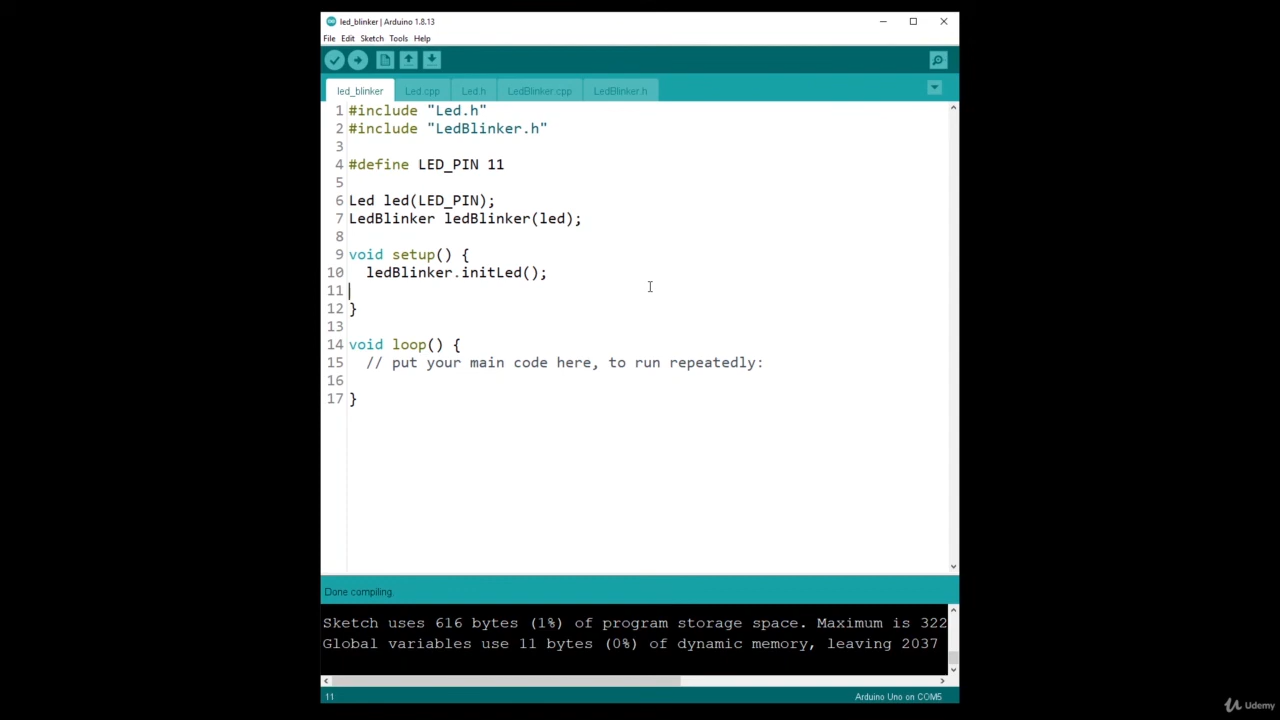 led_blinker | Arduino 1.8.13
File Edit Sketch Tools Help
led_blinker Led.cpp Led.h LedBlinker.cpp LedBlinker.h
1 #include "Led.h"
2 #include "LedBlinker.h"
3
4 #define LED_PIN 11
5
6 Led led(LED_PIN);
7 LedBlinker ledBlinker(led);
8
9 void setup() {
10 ledBlinker.initLed();
11
12 }
13
14 void loop() {
15 // put your main code here, to run repeatedly:
16
17 }
Done compiling.
Sketch uses 616 bytes (1%) of program storage space. Maximum is 322
Global variables use 11 bytes (0%) of dynamic memory, leaving 2037
11 Arduino Uno on COM5
Udemy